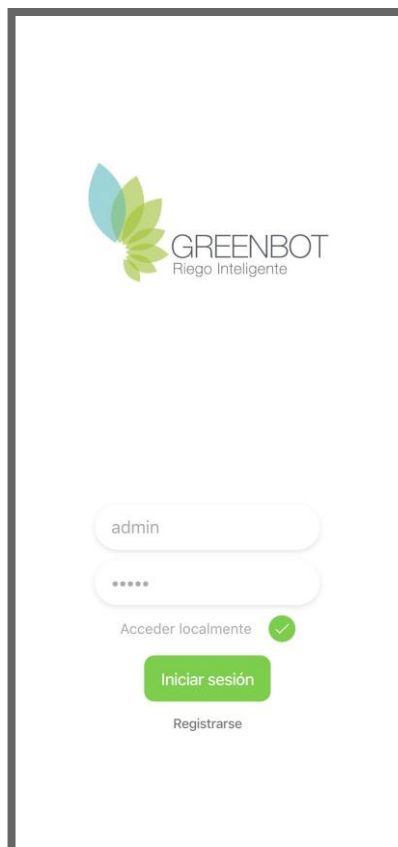 GREENBOT
Riego Inteligente
admin
•••••
Acceder localmente
Iniciar sesión
Registrarse